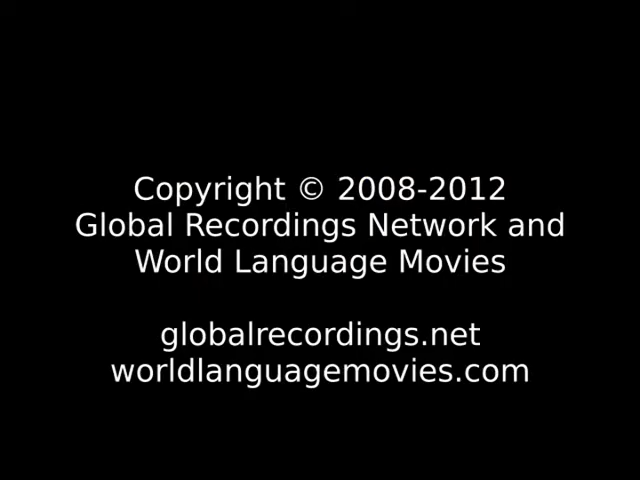 Copyright © 2008-2012
Global Recordings Network and
World Language Movies
globalrecordings.net
worldlanguagemovies.com